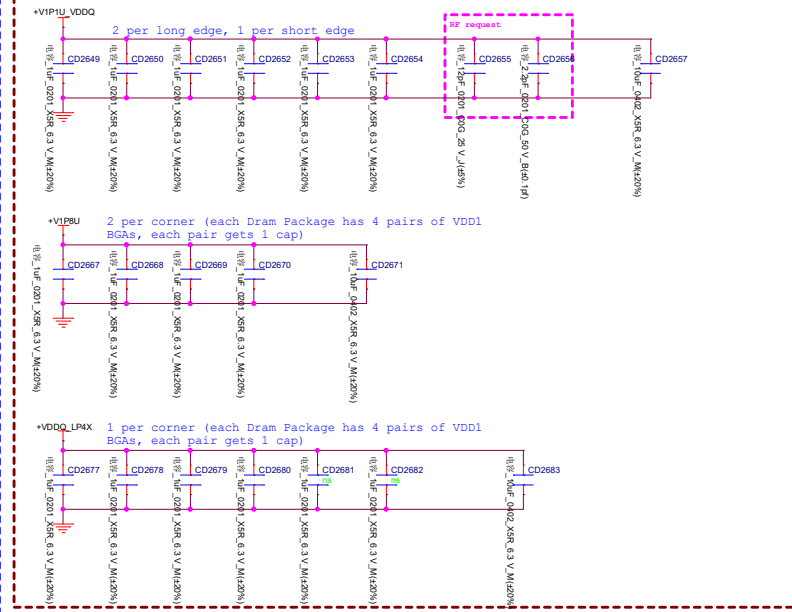 +V1P1U_VDDQ
2 per long edge, 1 per short edge
RF request
CD2649
CD2650
CD2651
CD2652
CD2653
CD2654
CD2655
CD2656
CD2657
电容_1uF_0201_X5R_6.3 V_M(±20%)
电容_1uF_0201_X5R_6.3 V_M(±20%)
电容_1uF_0201_X5R_6.3 V_M(±20%)
电容_1uF_0201_X5R_6.3 V_M(±20%)
电容_1uF_0201_X5R_6.3 V_M(±20%)
电容_1uF_0201_X5R_6.3 V_M(±20%)
电容_12pF_0201_C0G_25 V_J(±5%)
电容_2.2pF_0201_C0G_50 V_B(±0.1pf)
电容_10uF_0402_X5R_6.3 V_M(±20%)
+V1P8U
2 per corner (each Dram Package has 4 pairs of VDD1
BGAs, each pair gets 1 cap)
CD2667
CD2668
CD2669
CD2670
CD2671
电容_1uF_0201_X5R_6.3 V_M(±20%)
电容_1uF_0201_X5R_6.3 V_M(±20%)
电容_1uF_0201_X5R_6.3 V_M(±20%)
电容_1uF_0201_X5R_6.3 V_M(±20%)
电容_10uF_0402_X5R_6.3 V_M(±20%)
+VDDQ_LP4X
1 per corner (each Dram Package has 4 pairs of VDD1
BGAs, each pair gets 1 cap)
CD2677
CD2678
CD2679
CD2680
CD2681
ns
CD2682
ns
CD2683
电容_1uF_0201_X5R_6.3 V_M(±20%)
电容_1uF_0201_X5R_6.3 V_M(±20%)
电容_1uF_0201_X5R_6.3 V_M(±20%)
电容_1uF_0201_X5R_6.3 V_M(±20%)
电容_1uF_0201_X5R_6.3 V_M(±20%)
电容_1uF_0201_X5R_6.3 V_M(±20%)
电容_10uF_0402_X5R_6.3 V_M(±20%)